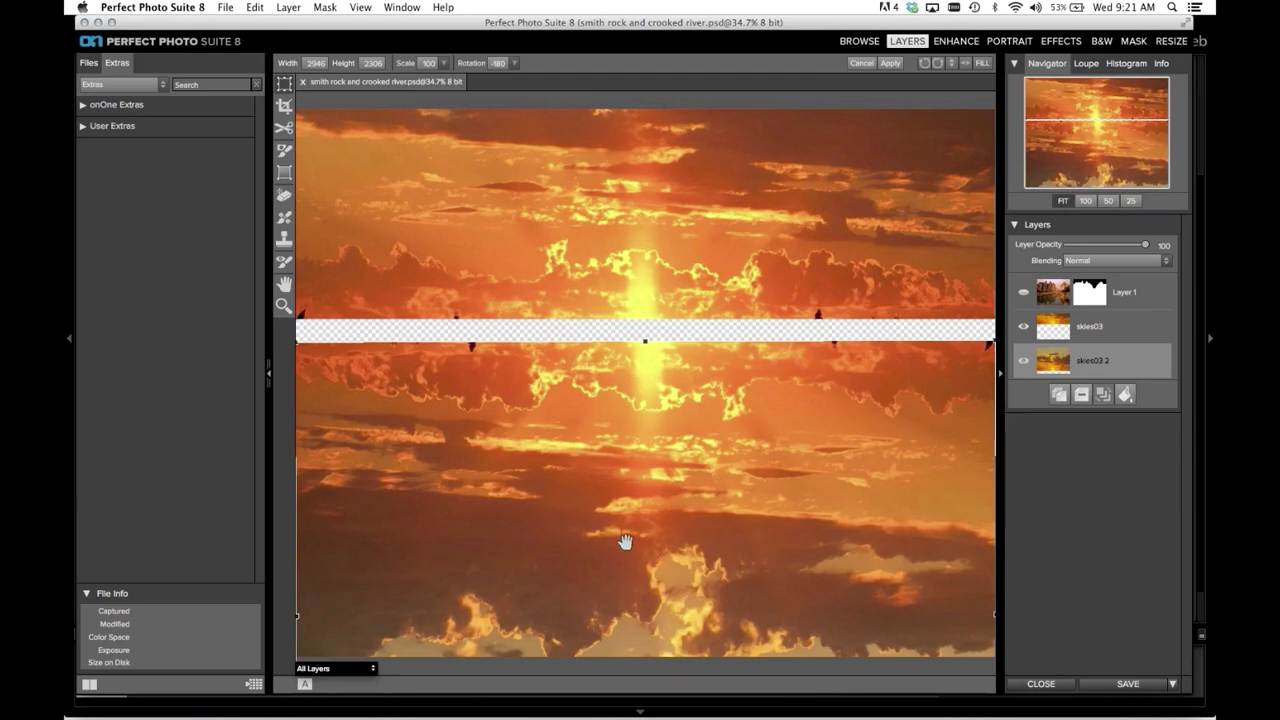 Perfect Photo Suite 8 File Edit Layer Mask View Window Help 4 53% Wed 9:21 AM
Perfect Photo Suite 8 (smith rock and crooked river.psd@34.7% 8 bit)
on PERFECT PHOTO SUITE 8 BROWSE LAYERS ENHANCE PORTRAIT EFFECTS B&W MASK RESIZE eb
Files Extras Width 2946 Height 2306 Scale 100 Rotation -180 Cancel Apply FILL Navigator Loupe Histogram Info
Extras Search smith rock and crooked river.psd@34.7% 8 bit
onOne Extras
User Extras
FIT 100 50 25
Layers
Layer Opacity 100
Blending Normal
Layer 1
skies03
skies03 2
File Info
Captured
Modified
Color Space
Exposure
Size on Disk
All Layers
A CLOSE SAVE